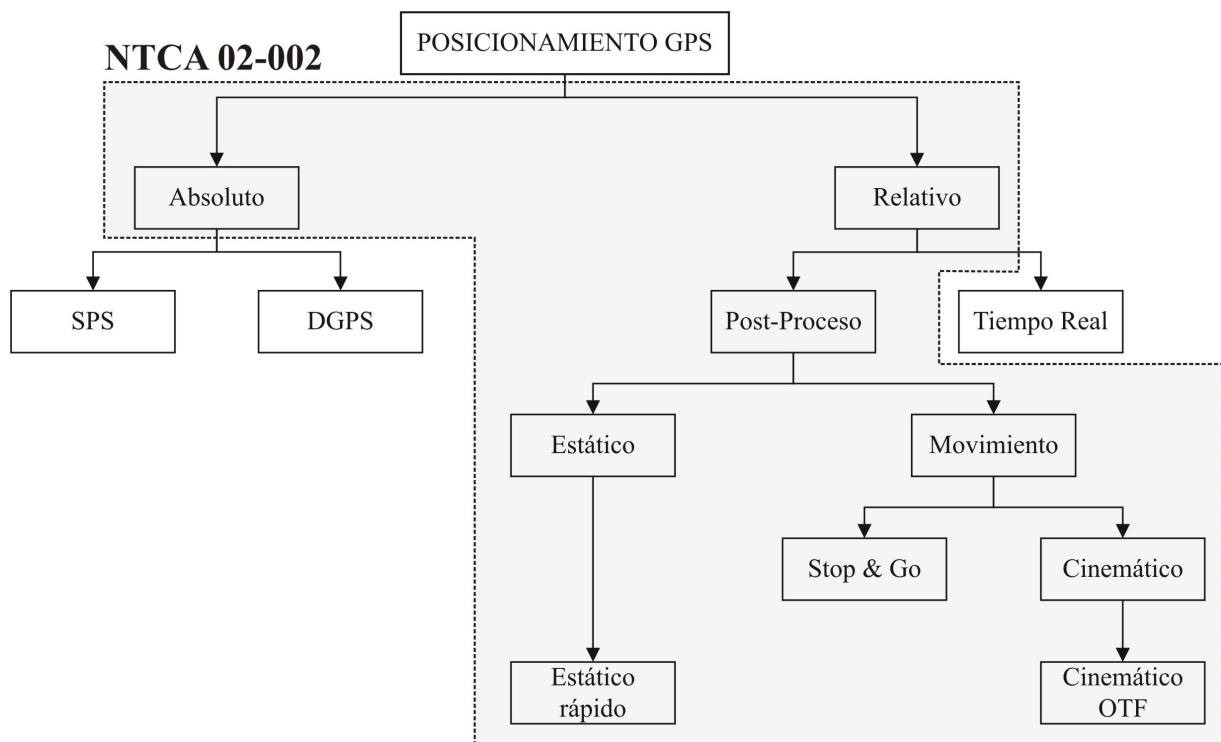 POSICIONAMIENTO GPS
NTCA 02-002
Absoluto
Relativo
SPS
DGPS
Post-Proceso
Tiempo Real
Estático
Movimiento
Stop & Go
Cinemático
Estático
rápido
Cinemático
OTF